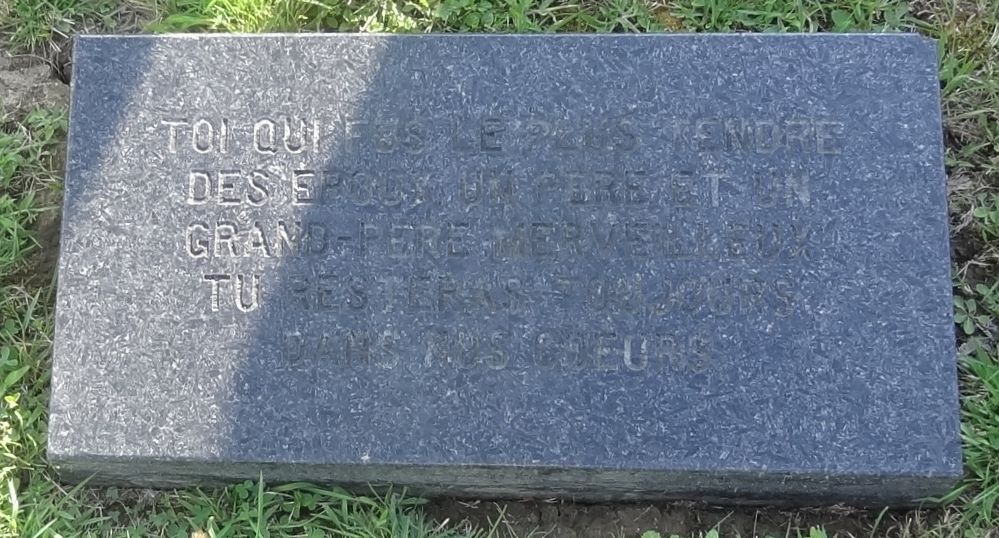 TOI QUI FUS LE PLUS TENDRE
DES EPOUX UN PERE ET UN
GRAND-PERE MERVEILLEUX
TU RESTERAS TOUJOURS
DANS NOS COEURS